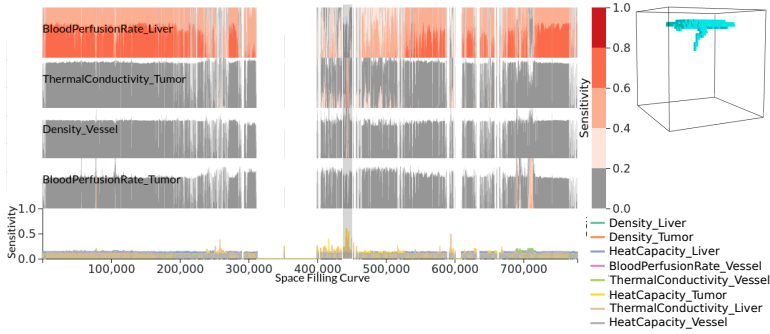 BloodPerfusionRate_Liver
ThermalConductivity_Tumor
Density_Vessel
BloodPerfusionRate_Tumor
1.0
0.5
0.0
Sensitivity
100,000
200,000
300,000
400,000
500,000
600,000
700,000
Space Filling Curve
1.0
0.8
0.6
0.4
0.2
0.0
Sensitivity
Density_Liver
Density_Tumor
HeatCapacity_Liver
BloodPerfusionRate_Vessel
ThermalConductivity_Vessel
HeatCapacity_Tumor
ThermalConductivity_Liver
HeatCapacity_Vessel